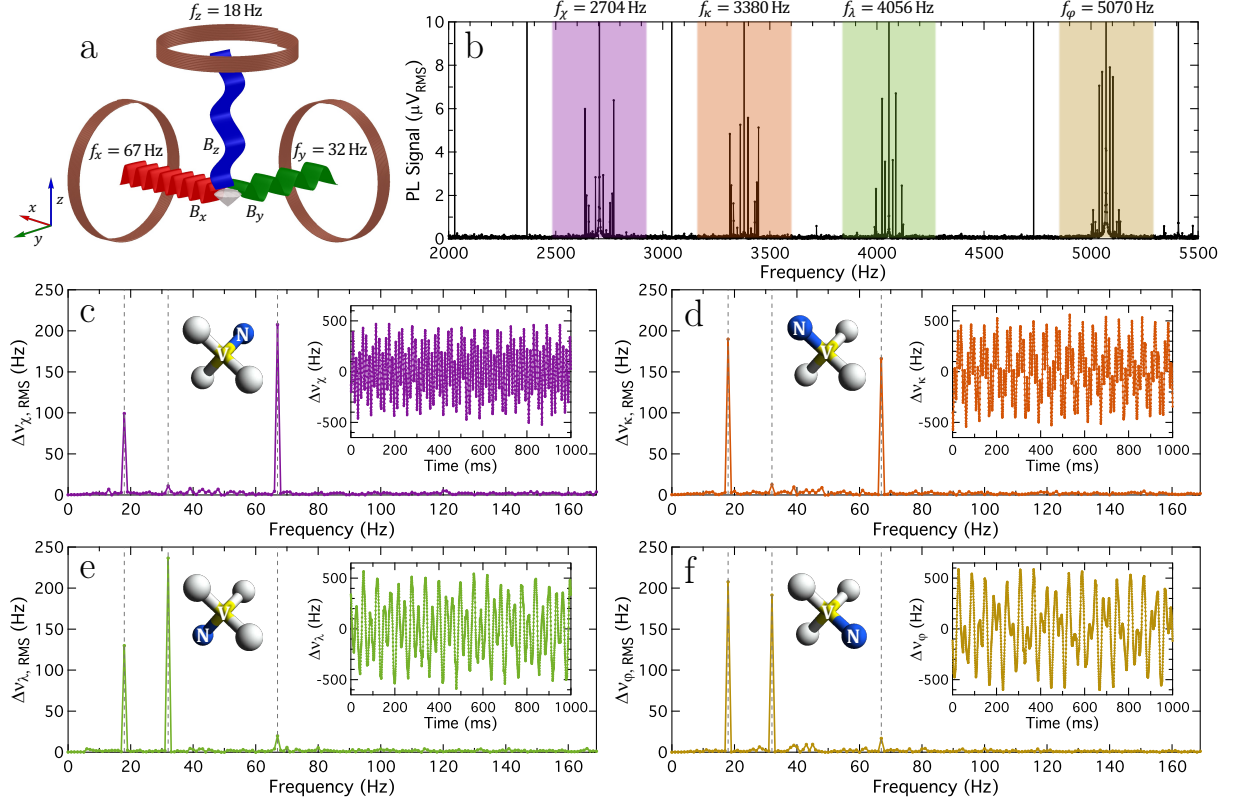 a
f_z = 18 Hz
f_x = 67 Hz
f_y = 32 Hz
B_z
B_x
B_y
z
x
y
b
f_χ = 2704 Hz
f_κ = 3380 Hz
f_λ = 4056 Hz
f_φ = 5070 Hz
PL Signal (μV_RMS)
10
8
6
4
2
0
2000 2500 3000 3500 4000 4500 5000 5500
Frequency (Hz)
c
Δν_χ, RMS (Hz)
250
200
150
100
50
0
0 20 40 60 80 100 120 140 160
Frequency (Hz)
N
V
Δν_χ (Hz)
500
0
-500
0 200 400 600 800 1000
Time (ms)
d
Δν_κ, RMS (Hz)
250
200
150
100
50
0
0 20 40 60 80 100 120 140 160
Frequency (Hz)
N
V
Δν_κ (Hz)
500
0
-500
0 200 400 600 800 1000
Time (ms)
e
Δν_λ, RMS (Hz)
250
200
150
100
50
0
0 20 40 60 80 100 120 140 160
Frequency (Hz)
V
N
Δν_λ (Hz)
500
0
-500
0 200 400 600 800 1000
Time (ms)
f
Δν_φ, RMS (Hz)
250
200
150
100
50
0
0 20 40 60 80 100 120 140 160
Frequency (Hz)
V
N
Δν_φ (Hz)
500
0
-500
0 200 400 600 800 1000
Time (ms)